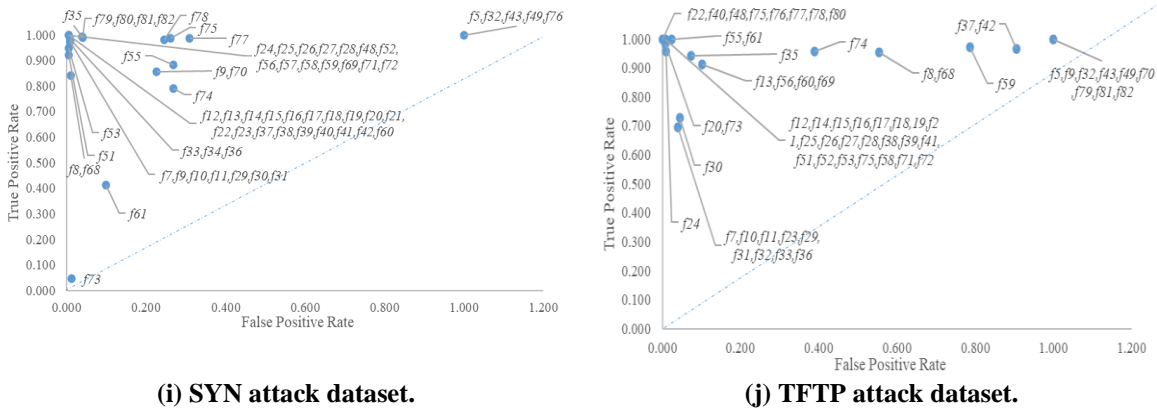 f35
f79,f80,f81,f82
f78
f75
f77
f5,f32,f43,f49,f76
f24,f25,f26,f27,f28,f48,f52,
f56,f57,f58,f59,f69,f71,f72
f55
f9,f70
f74
f12,f13,f14,f15,f16,f17,f18,f19,f20,f21,
f22,f23,f37,f38,f39,f40,f41,f42,f60
f53
f33,f34,f36
f51
f8,f68
f7,f9,f10,f11,f29,f30,f31
f61
f73
1.000
0.900
0.800
0.700
0.600
0.500
0.400
0.300
0.200
0.100
0.000
True Positive Rate
0.000 0.200 0.400 0.600 0.800 1.000 1.200
False Positive Rate
(i) SYN attack dataset.
f22,f40,f48,f75,f76,f77,f78,f80
f55,f61
f35
f74
f37,f42
f13,f56,f60,f69
f8,f68
f59
f5,f9,f32,f43,f49,f70
f79,f81,f82
f20,f73
f12,f14,f15,f16,f17,f18,19,f2
1,f25,f26,f27,f28,f38,f39,f41,
f51,f52,f53,f75,f58,f71,f72
f30
f24
f7,f10,f11,f23,f29,
f31,f32,f33,f36
1.000
0.900
0.800
0.700
0.600
0.500
0.400
0.300
0.200
0.100
0.000
True Positive Rate
0.000 0.200 0.400 0.600 0.800 1.000 1.200
False Positive Rate
(j) TFTP attack dataset.